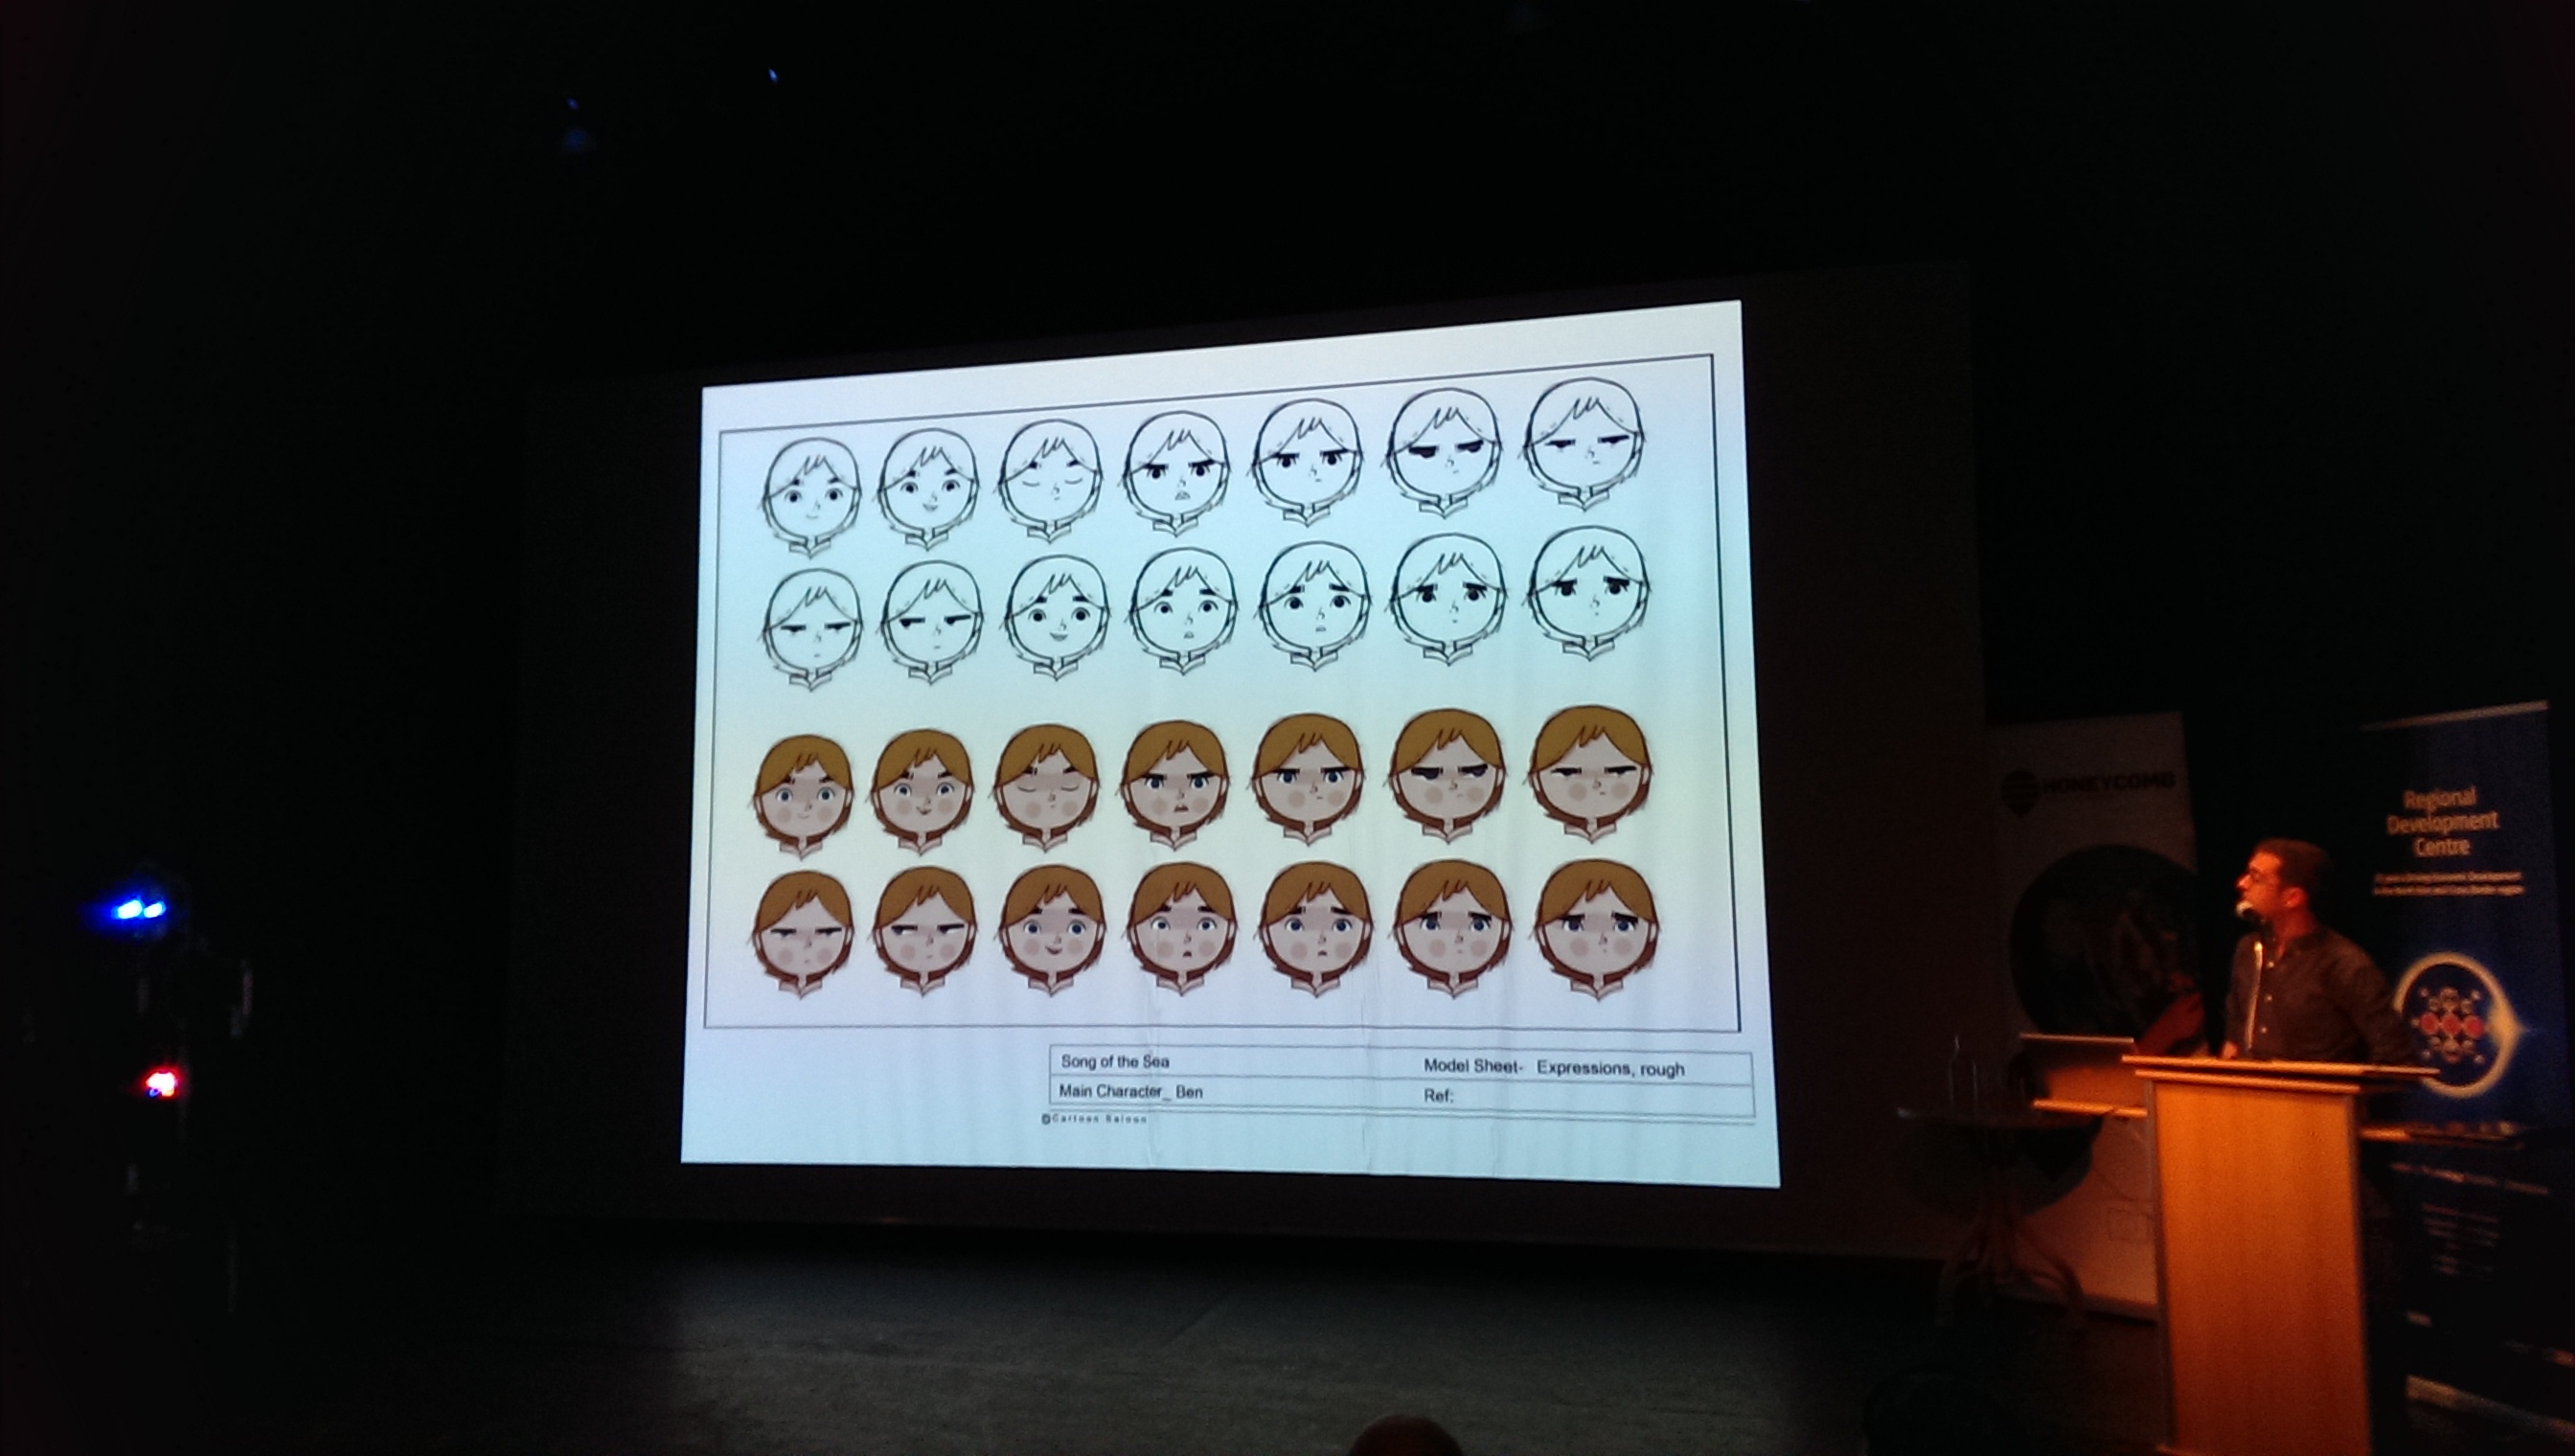 Song of the Sea
Model Sheet- Expressions, rough
Main Character_ Ben
Ref:
Cartoon Saloon
HONEYCOMB
Regional
Development
Centre